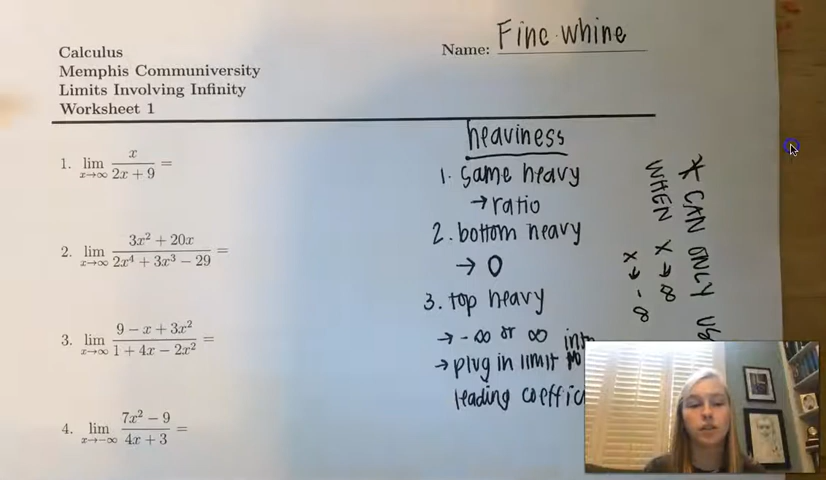 Calculus
Memphis Communiversity
Limits Involving Infinity
Worksheet 1
Name: Fine whine
1. lim x→∞ x / 2x + 9 =
2. lim x→∞ 3x² + 20x / 2x⁴ + 3x³ − 29 =
3. lim x→∞ 9 − x + 3x² / 1 + 4x − 2x² =
4. lim x→−∞ 7x² − 9 / 4x + 3 =
heaviness
1. same heavy
→ ratio
2. bottom heavy
→ 0
3. top heavy
→ -∞ or ∞
→ plug in limit to
leading
* CAN ONLY
WHEN X → ∞
x → -∞